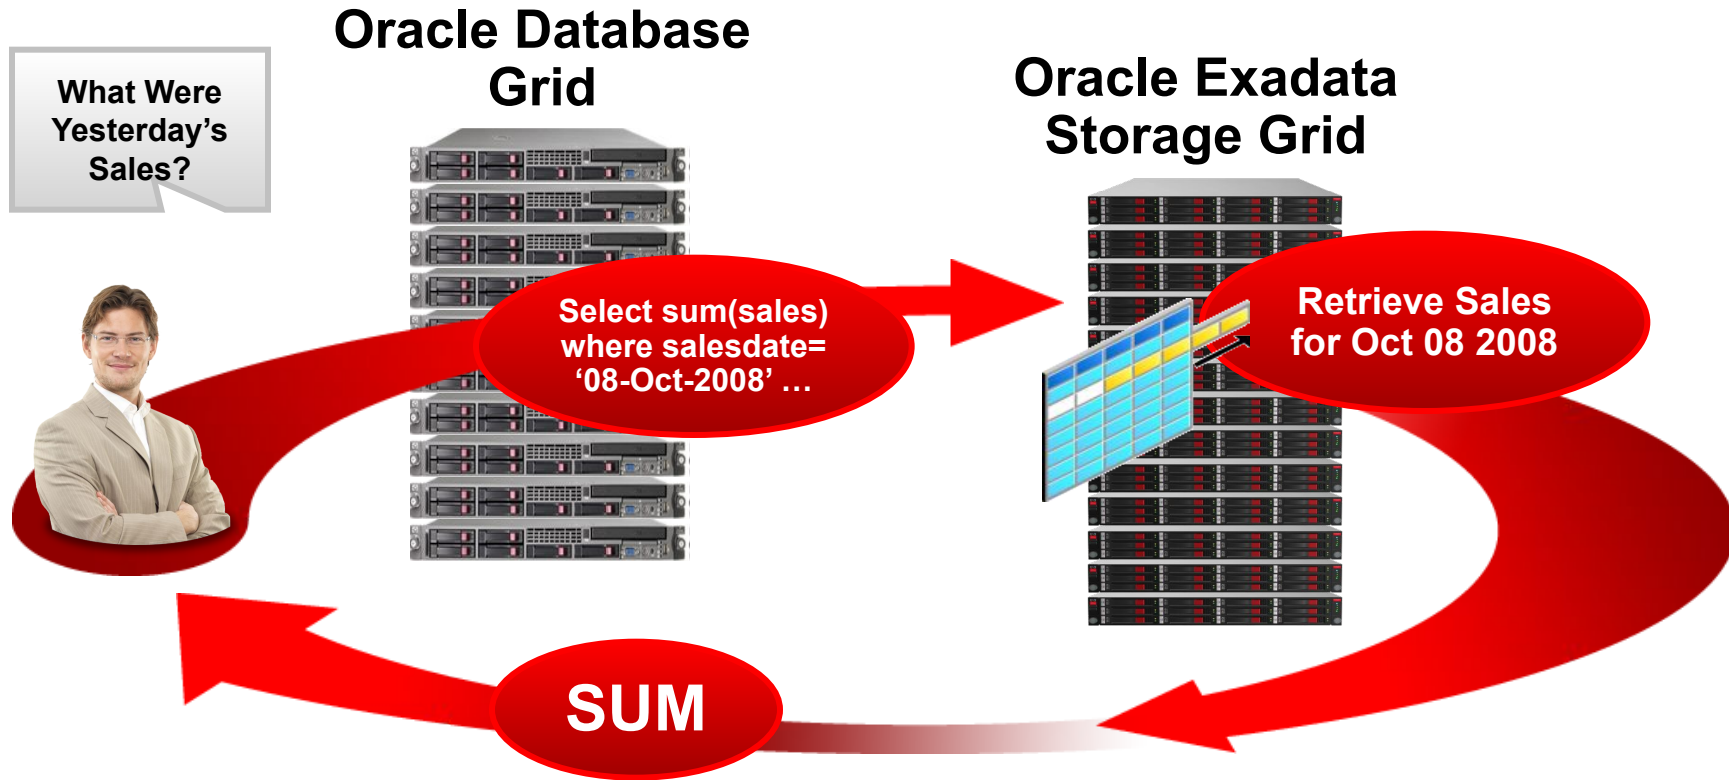 Oracle Database
Grid
Oracle Exadata
Storage Grid
What Were
Yesterday’s
Sales?
Select sum(sales)
where salesdate=
‘08-Oct-2008’ …
Retrieve Sales
for Oct 08 2008
SUM